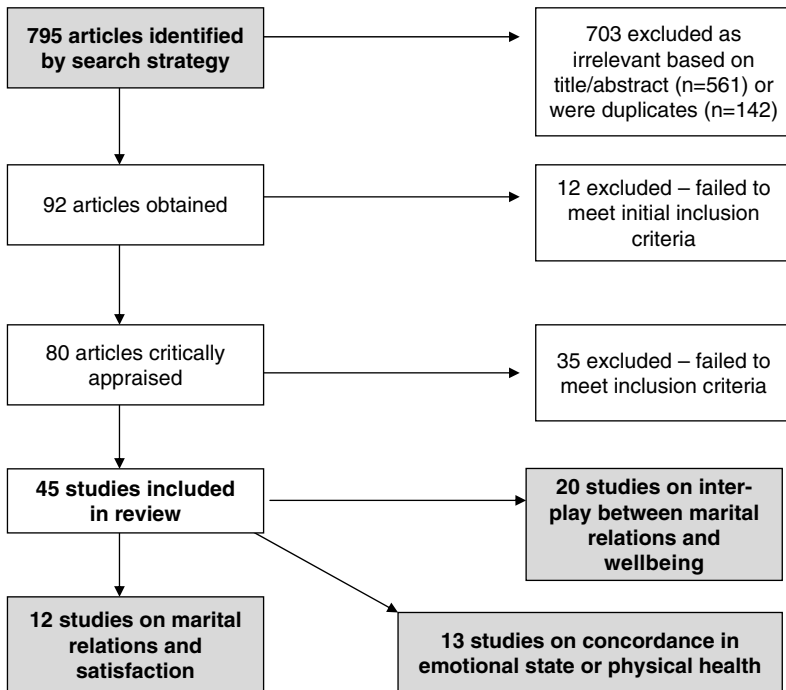 795 articles identified
by search strategy
703 excluded as
irrelevant based on
title/abstract (n=561) or
were duplicates (n=142)
92 articles obtained
12 excluded – failed to
meet initial inclusion
criteria
80 articles critically
appraised
35 excluded – failed to
meet inclusion criteria
45 studies included
in review
20 studies on inter-
play between marital
relations and
wellbeing
12 studies on marital
relations and
satisfaction
13 studies on concordance in
emotional state or physical health